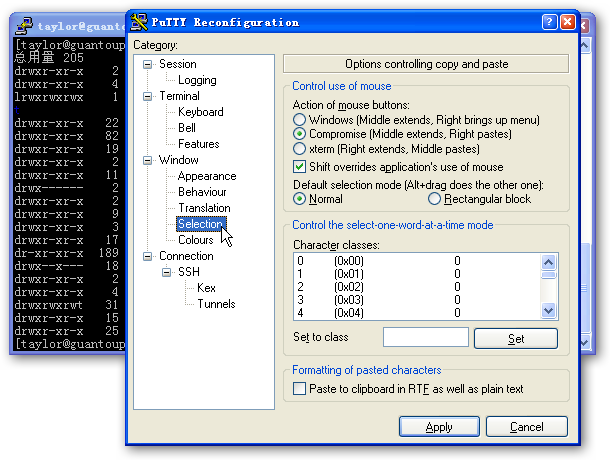 taylor@guantou
PuTTY Reconfiguration
[taylor@guantoup
总用量 205
drwxr-xr-x 2
drwxr-xr-x 4
lrwxrwxrwx 1
t
drwxr-xr-x 22
drwxr-xr-x 82
drwxr-xr-x 19
drwxr-xr-x 2
drwxr-xr-x 11
drwx------ 2
drwxr-xr-x 2
drwxr-xr-x 9
drwxr-xr-x 3
drwxr-xr-x 17
dr-xr-xr-x 189
drwx--x--- 18
drwxr-xr-x 2
drwxr-xr-x 4
drwxrwxrwt 31
drwxr-xr-x 15
drwxr-xr-x 25
[taylor@guantoup
Category:
Session
Logging
Terminal
Keyboard
Bell
Features
Window
Appearance
Behaviour
Translation
Selection
Colours
Connection
SSH
Kex
Tunnels
Options controlling copy and paste
Control use of mouse
Action of mouse buttons:
Windows (Middle extends, Right brings up menu)
Compromise (Middle extends, Right pastes)
xterm (Right extends, Middle pastes)
Shift overrides application's use of mouse
Default selection mode (Alt+drag does the other one):
Normal Rectangular block
Control the select-one-word-at-a-time mode
Character classes:
0 (0x00) 0
1 (0x01) 0
2 (0x02) 0
3 (0x03) 0
4 (0x04) 0
Set to class Set
Formatting of pasted characters
Paste to clipboard in RTF as well as plain text
Apply Cancel